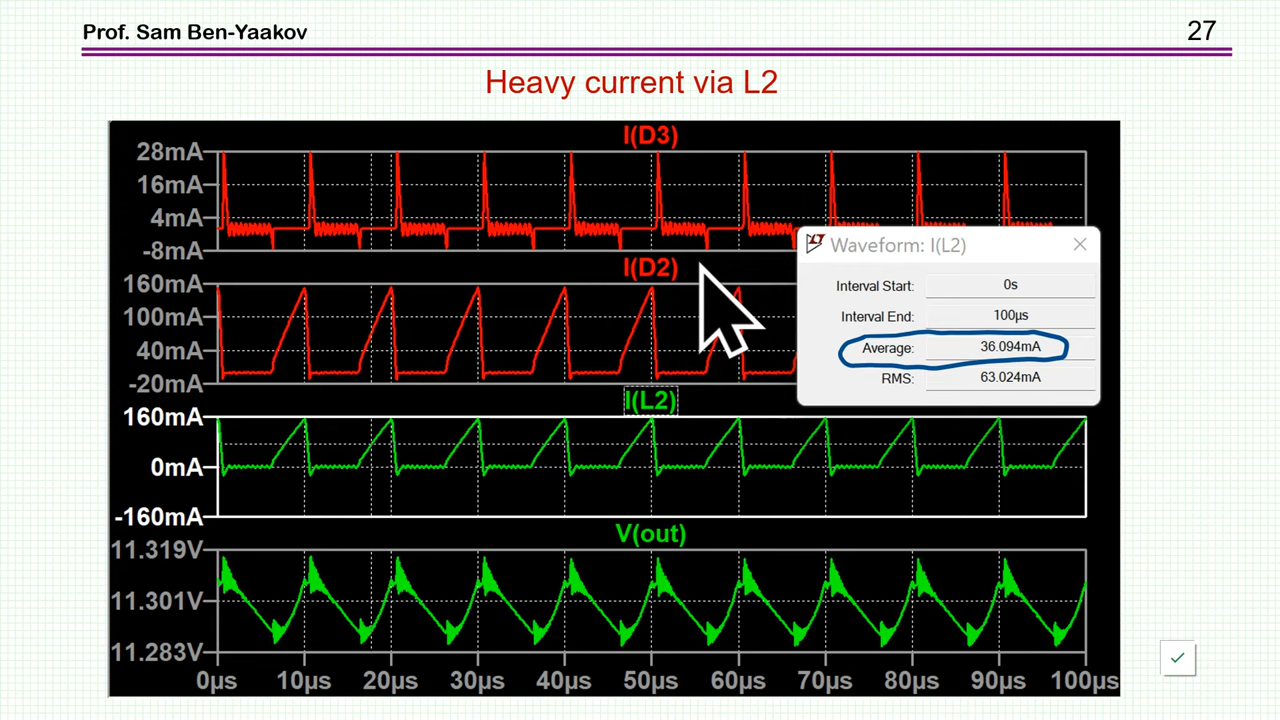 Prof. Sam Ben-Yaakov
27
Heavy current via L2
I(D3)
28mA
16mA
4mA
-8mA
I(D2)
160mA
100mA
40mA
-20mA
I(L2)
160mA
0mA
-160mA
V(out)
11.319V
11.301V
11.283V
0µs 10µs 20µs 30µs 40µs 50µs 60µs 70µs 80µs 90µs 100µs
Waveform: I(L2)
Interval Start: 0s
Interval End: 100µs
Average: 36.094mA
RMS: 63.024mA